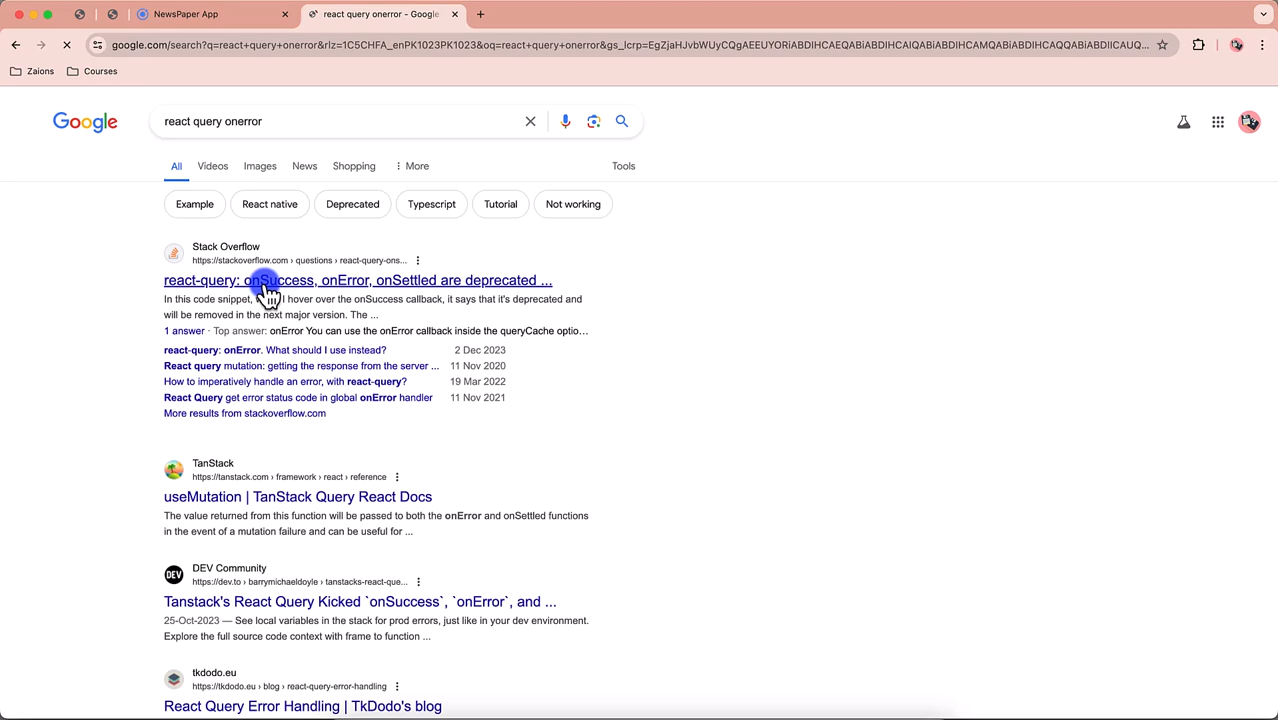 NewsPaper App
react query onerror - Google
google.com/search?q=react+query+onerror&rlz=1C5CHFA_enPK1023PK1023&oq=react+query+onerror&gs_lcrp=EgZjaHJvbWUyCQgAEEUYORiABDIHCAEQABiABDIHCAIQABiABDIHCAMQABiABDIHCAQQABiABDIICAUQ...
Zaions
Courses
Google
react query onerror
All
Videos
Images
News
Shopping
More
Tools
Example
React native
Deprecated
Typescript
Tutorial
Not working
Stack Overflow
https://stackoverflow.com › questions › react-query-ons...
react-query: onSuccess, onError, onSettled are deprecated ...
In this code snippet, I hover over the onSuccess callback, it says that it's deprecated and
will be removed in the next major version. The ...
1 answer · Top answer: onError You can use the onError callback inside the queryCache optio...
react-query: onError. What should I use instead? 2 Dec 2023
React query mutation: getting the response from the server ... 11 Nov 2020
How to imperatively handle an error, with react-query? 19 Mar 2022
React Query get error status code in global onError handler 11 Nov 2021
More results from stackoverflow.com
TanStack
https://tanstack.com › framework › react › reference
useMutation | TanStack Query React Docs
The value returned from this function will be passed to both the onError and onSettled functions
in the event of a mutation failure and can be useful for ...
DEV
DEV Community
https://dev.to › barrymichaeldoyle › tanstacks-react-que...
Tanstack's React Query Kicked `onSuccess`, `onError`, and ...
25-Oct-2023 — See local variables in the stack for prod errors, just like in your dev environment.
Explore the full source code context with frame to function ...
tkdodo.eu
https://tkdodo.eu › blog › react-query-error-handling
React Query Error Handling | TkDodo's blog